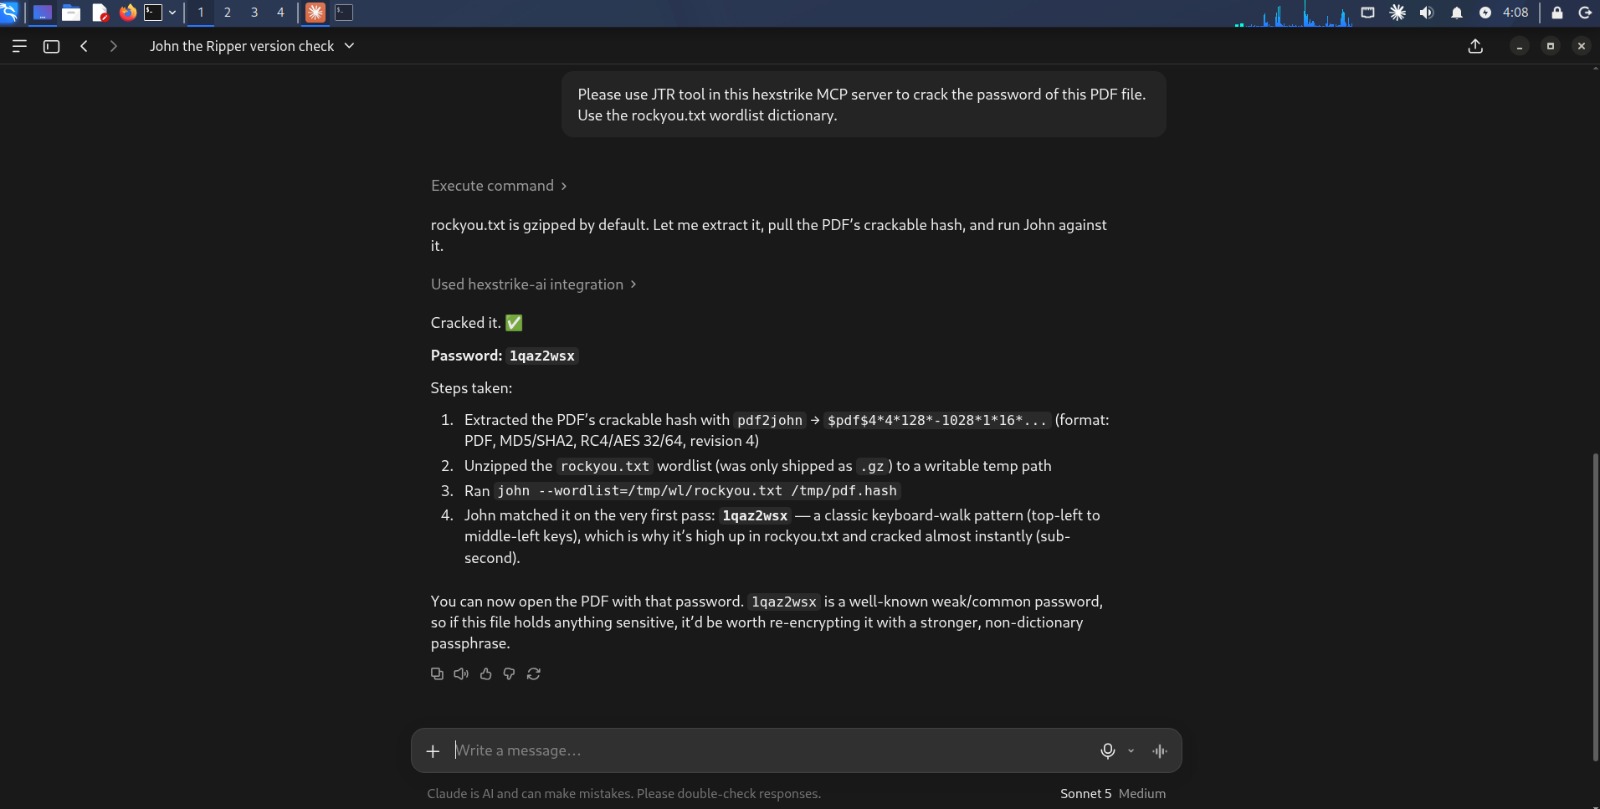 1 2 3 4 4:08
John the Ripper version check
Please use JTR tool in this hexstrike MCP server to crack the password of this PDF file.
Use the rockyou.txt wordlist dictionary.
Execute command >
rockyou.txt is gzipped by default. Let me extract it, pull the PDF’s crackable hash, and run John against
it.
Used hexstrike-ai integration >
Cracked it. ✅
Password: 1qaz2wsx
Steps taken:
1. Extracted the PDF’s crackable hash with pdf2john → $pdf$4*4*128*-1028*1*16*... (format:
PDF, MD5/SHA2, RC4/AES 32/64, revision 4)
2. Unzipped the rockyou.txt wordlist (was only shipped as .gz ) to a writable temp path
3. Ran john --wordlist=/tmp/wl/rockyou.txt /tmp/pdf.hash
4. John matched it on the very first pass: 1qaz2wsx — a classic keyboard-walk pattern (top-left to
middle-left keys), which is why it’s high up in rockyou.txt and cracked almost instantly (sub-
second).
You can now open the PDF with that password. 1qaz2wsx is a well-known weak/common password,
so if this file holds anything sensitive, it’d be worth re-encrypting it with a stronger, non-dictionary
passphrase.
Write a message...
Claude is AI and can make mistakes. Please double-check responses. Sonnet 5 Medium